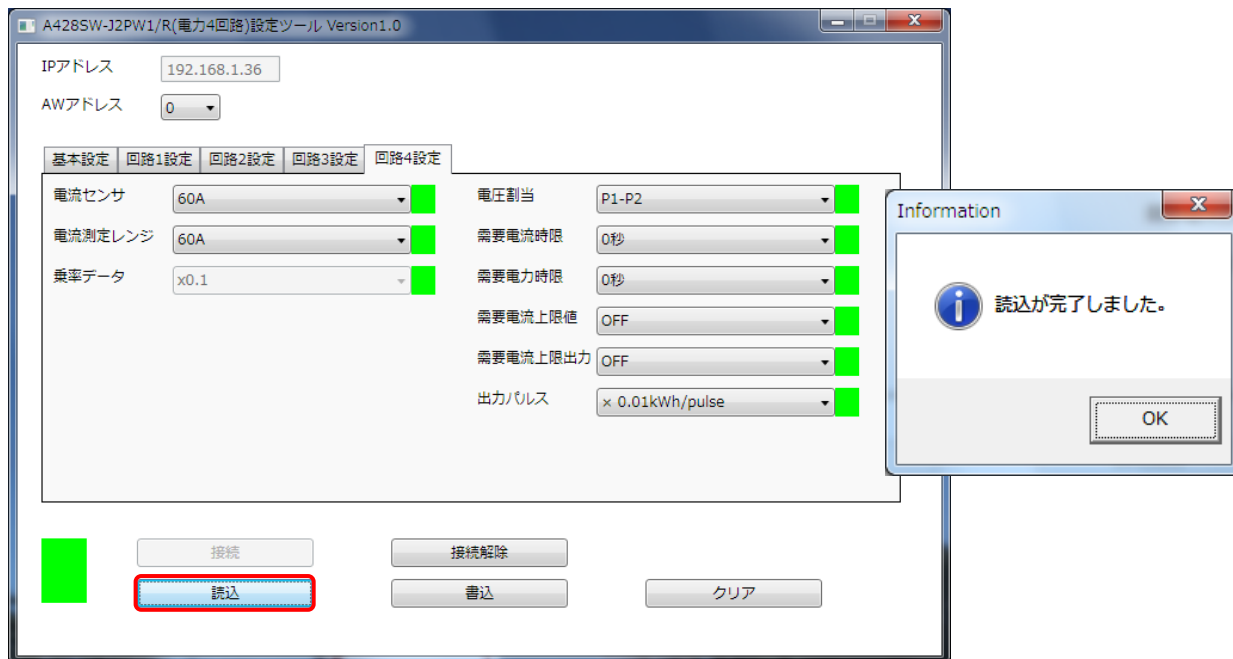 A428SW-J2PW1/R(電力4回路)設定ツール Version1.0
IPアドレス 192.168.1.36
AWアドレス 0
基本設定 回路1設定 回路2設定 回路3設定 回路4設定
電流センサ 60A 電圧割当 P1-P2
電流測定レンジ 60A 需要電流時限 0秒
乗率データ x0.1 需要電力時限 0秒
需要電流上限値 OFF
需要電流上限出力 OFF
出力パルス × 0.01kWh/pulse
Information
読込が完了しました。
OK
接続 接続解除
読込 書込 クリア